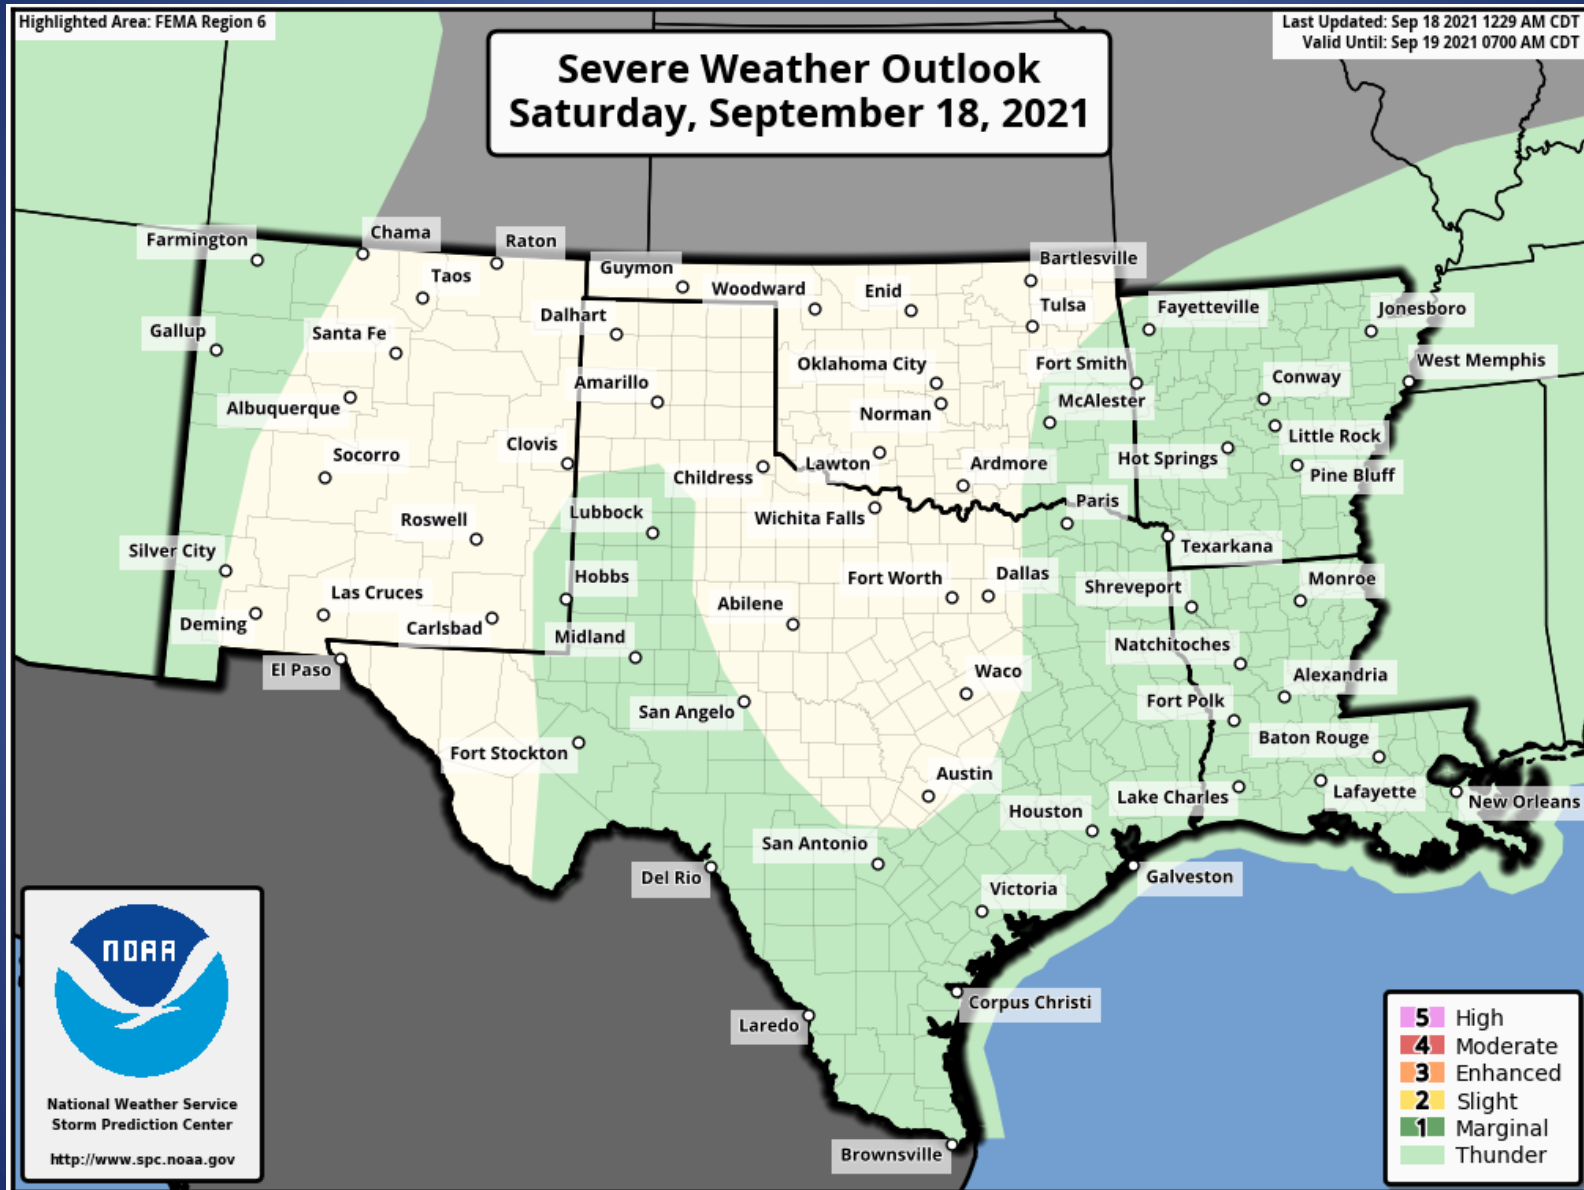 Highlighted Area: FEMA Region 6
Last Updated: Sep 18 2021 1229 AM CDT
Valid Until: Sep 19 2021 0700 AM CDT
Severe Weather Outlook
Saturday, September 18, 2021
Farmington
Chama
Raton
Taos
Guymon
Woodward
Enid
Bartlesville
Tulsa
Fayetteville
Jonesboro
Gallup
Santa Fe
Dalhart
Oklahoma City
Fort Smith
West Memphis
Conway
Amarillo
Albuquerque
Norman
McAlester
Little Rock
Socorro
Clovis
Childress
Lawton
Ardmore
Hot Springs
Pine Bluff
Roswell
Lubbock
Wichita Falls
Paris
Texarkana
Silver City
Hobbs
Fort Worth
Dallas
Shreveport
Monroe
Las Cruces
Deming
Carlsbad
Abilene
Midland
Natchitoches
El Paso
Waco
Alexandria
San Angelo
Fort Polk
Fort Stockton
Baton Rouge
Austin
Lake Charles
Lafayette
New Orleans
Houston
San Antonio
Del Rio
Galveston
Victoria
Corpus Christi
Laredo
Brownsville
NOAA
National Weather Service
Storm Prediction Center
http://www.spc.noaa.gov
5 High
4 Moderate
3 Enhanced
2 Slight
1 Marginal
Thunder